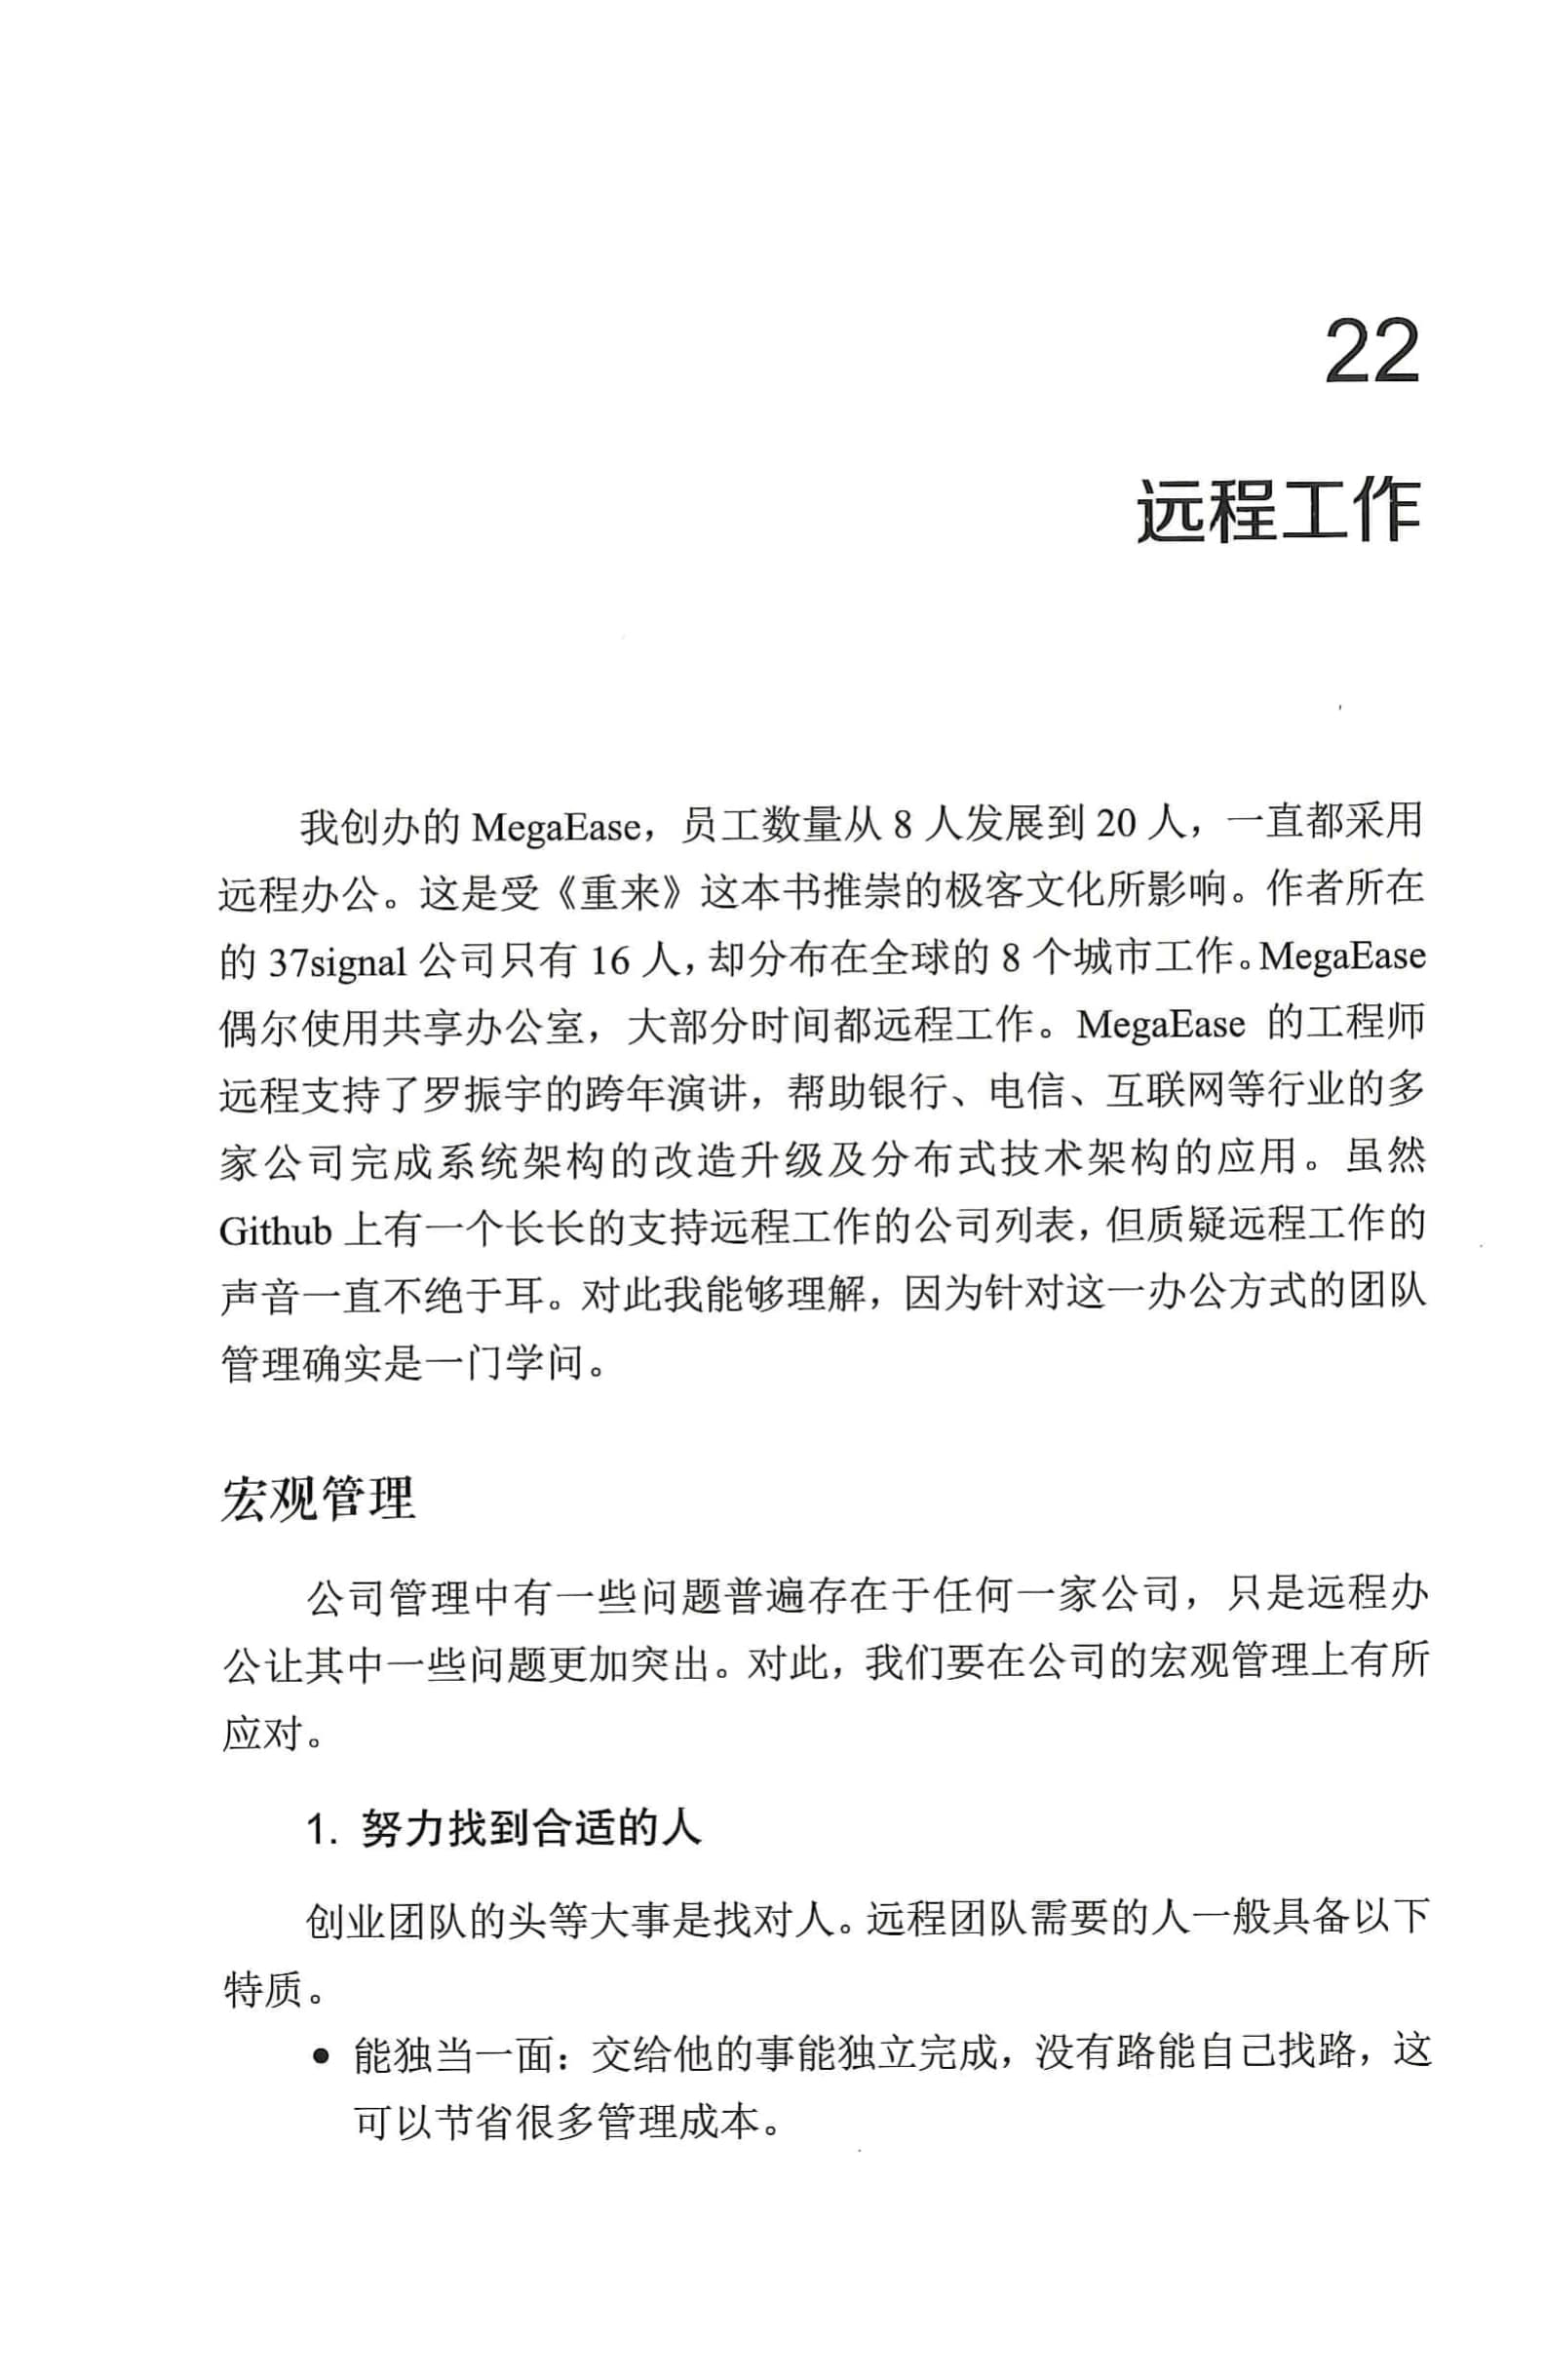 22
远程工作
我创办的 MegaEase，员工数量从 8 人发展到 20 人，一直都采用
远程办公。这是受《重来》这本书推崇的极客文化所影响。作者所在
的 37signal 公司只有 16 人，却分布在全球的 8 个城市工作。MegaEase
偶尔使用共享办公室，大部分时间都远程工作。MegaEase 的工程师
远程支持了罗振宇的跨年演讲，帮助银行、电信、互联网等行业的多
家公司完成系统架构的改造升级及分布式技术架构的应用。虽然
Github 上有一个长长的支持远程工作的公司列表，但质疑远程工作的
声音一直不绝于耳。对此我能够理解，因为针对这一办公方式的团队
管理确实是一门学问。
宏观管理
公司管理中有一些问题普遍存在于任何一家公司，只是远程办
公让其中一些问题更加突出。对此，我们要在公司的宏观管理上有所
应对。
1. 努力找到合适的人
创业团队的头等大事是找对人。远程团队需要的人一般具备以下
特质。
● 能独当一面：交给他的事能独立完成，没有路能自己找路，这
可以节省很多管理成本。